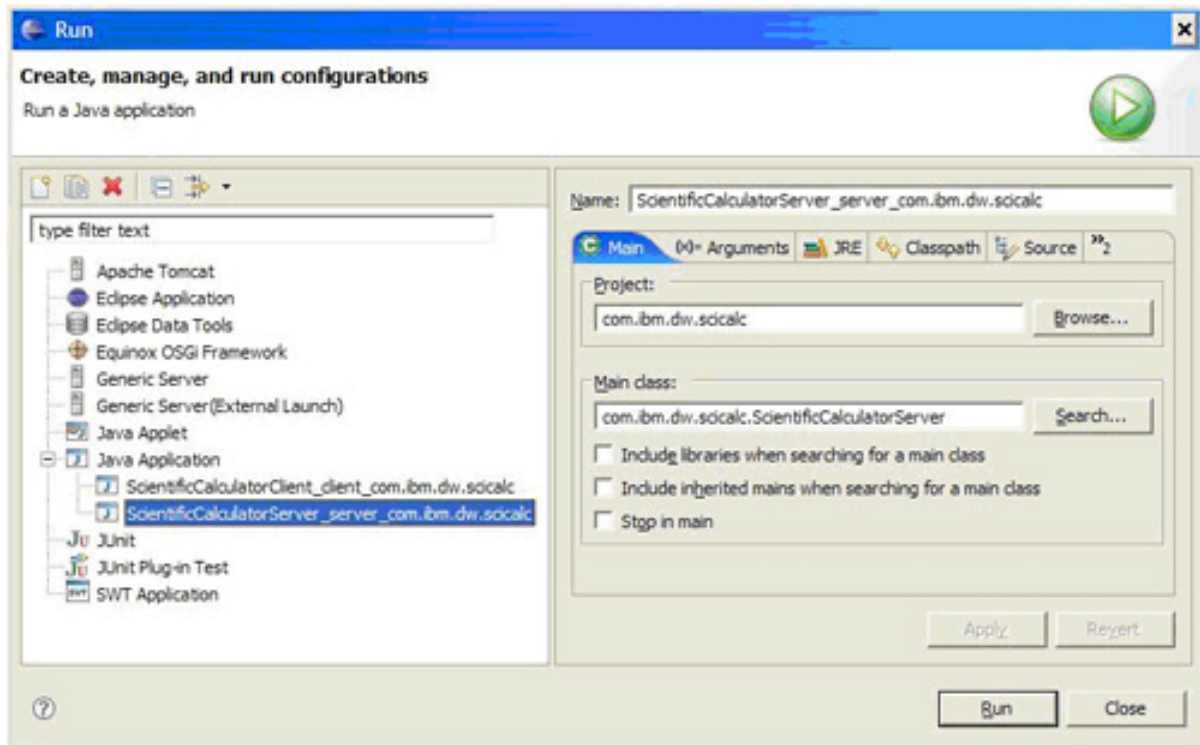 Run
Create, manage, and run configurations
Run a Java application
type filter text
Apache Tomcat
Eclipse Application
Eclipse Data Tools
Equinox OSGi Framework
Generic Server
Generic Server(External Launch)
Java Applet
Java Application
ScientificCalculatorClient_client_com.ibm.dw.scicalc
ScientificCalculatorServer_server_com.ibm.dw.scicalc
Ju JUnit
JUnit Plug-in Test
SWT Application
Name: ScientificCalculatorServer_server_com.ibm.dw.scicalc
Main (x)= Arguments JRE Classpath Source »2
Project:
com.ibm.dw.scicalc Browse...
Main class:
com.ibm.dw.scicalc.ScientificCalculatorServer Search...
Include libraries when searching for a main class
Include inherited mains when searching for a main class
Stop in main
Apply Revert
? Run Close